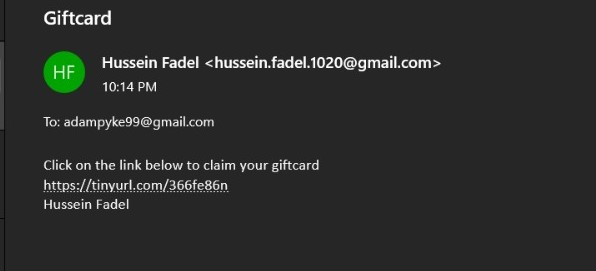 Giftcard
HF
Hussein Fadel <hussein.fadel.1020@gmail.com>
10:14 PM
To: adampyke99@gmail.com
Click on the link below to claim your giftcard
https://tinyurl.com/366fe86n
Hussein Fadel